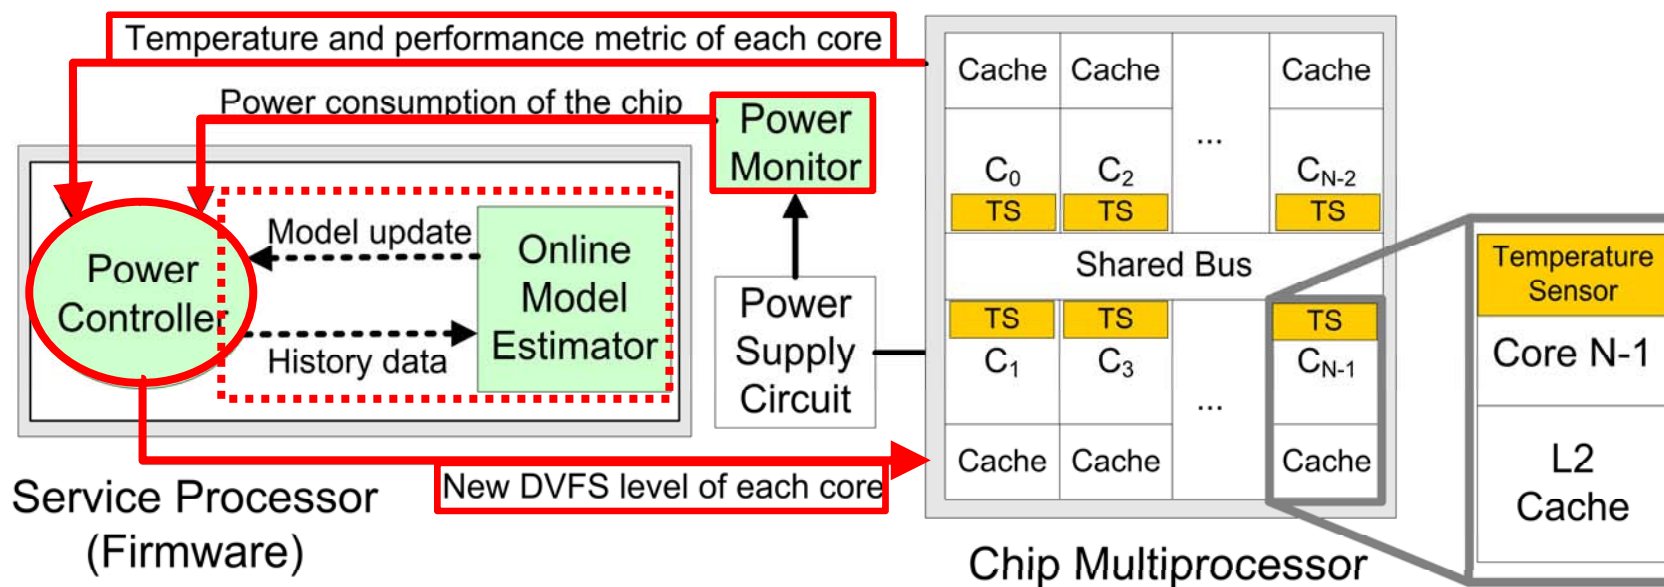 Temperature and performance metric of each core
Power consumption of the chip
Power
Monitor
Model update
Power
Controller
Online
Model
Estimator
History data
Power
Supply
Circuit
New DVFS level of each core
Service Processor
(Firmware)
Cache Cache Cache
...
C0 C2 CN-2
TS TS TS
Shared Bus
TS TS TS
C1 C3 CN-1
...
Cache Cache Cache
Chip Multiprocessor
Temperature
Sensor
Core N-1
L2
Cache